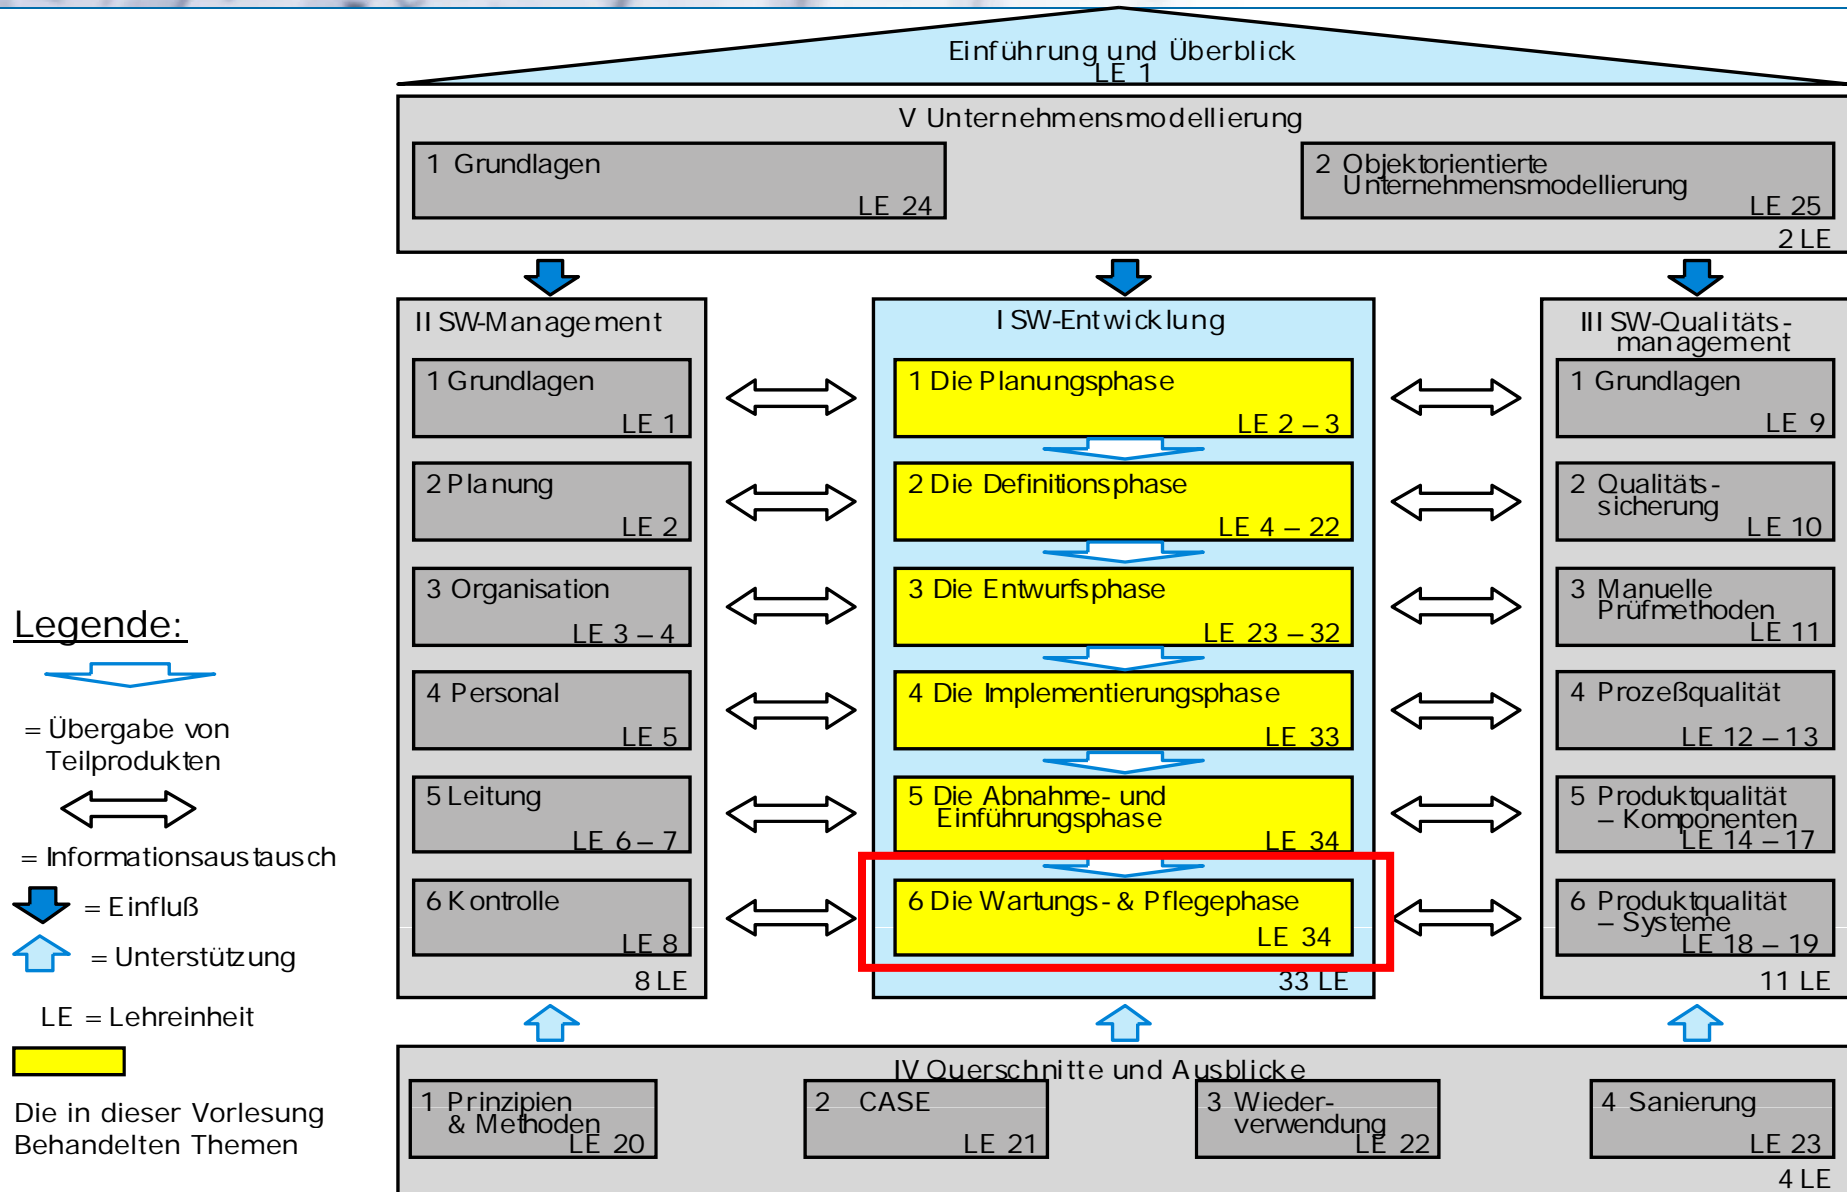 Einführung und Überblick
LE 1
V Unternehmensmodellierung
1 Grundlagen
LE 24
2 Objektorientierte
Unternehmensmodellierung
LE 25
2 LE
II SW-Management
1 Grundlagen
LE 1
2 Planung
LE 2
3 Organisation
LE 3 – 4
4 Personal
LE 5
5 Leitung
LE 6 – 7
6 Kontrolle
LE 8
8 LE
I SW-Entwicklung
1 Die Planungsphase
LE 2 – 3
2 Die Definitionsphase
LE 4 – 22
3 Die Entwurfsphase
LE 23 – 32
4 Die Implementierungsphase
LE 33
5 Die Abnahme- und
Einführungsphase
LE 34
6 Die Wartungs- & Pflegephase
LE 34
33 LE
III SW-Qualitäts-
management
1 Grundlagen
LE 9
2 Qualitäts-
sicherung
LE 10
3 Manuelle
Prüfmethoden
LE 11
4 Prozeßqualität
LE 12 – 13
5 Produktqualität
– Komponenten
LE 14 – 17
6 Produktqualität
– Systeme
LE 18 – 19
11 LE
IV Querschnitte und Ausblicke
1 Prinzipien
& Methoden
LE 20
2 CASE
LE 21
3 Wieder-
verwendung
LE 22
4 Sanierung
LE 23
4 LE
Legende:
= Übergabe von
Teilprodukten
= Informationsaustausch
= Einfluß
= Unterstützung
LE = Lehreinheit
Die in dieser Vorlesung
Behandelten Themen